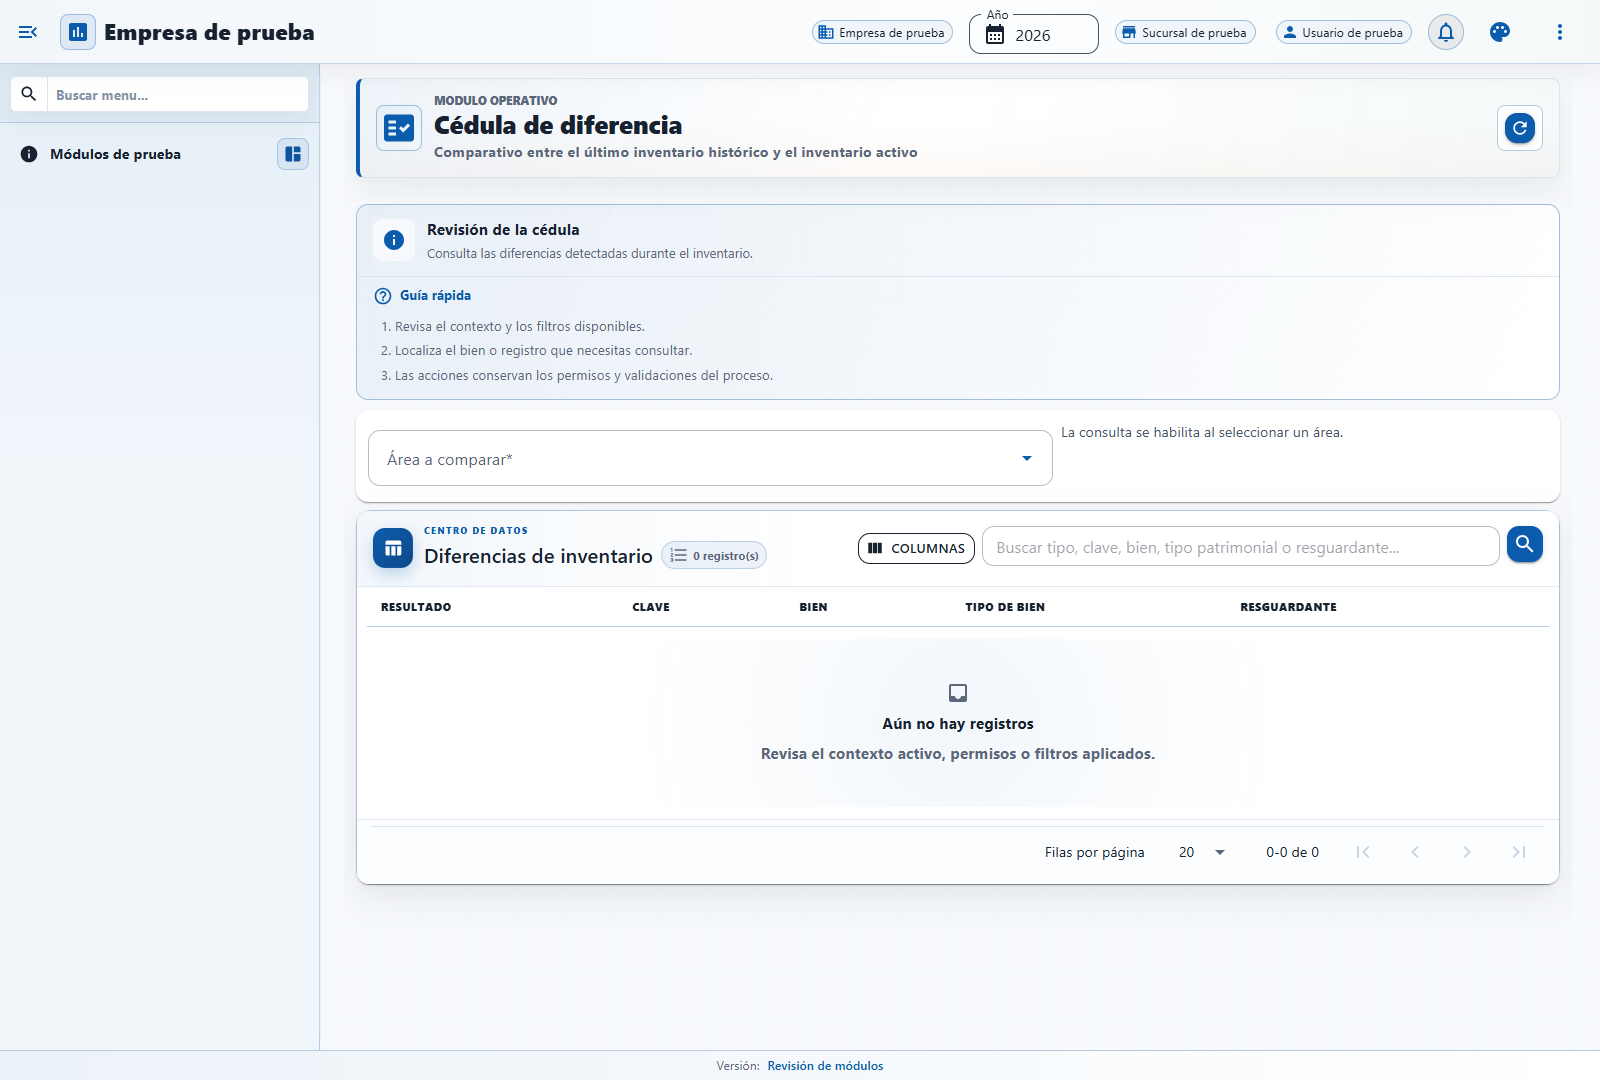 Empresa de prueba
Empresa de prueba
Año
2026
Sucursal de prueba
Usuario de prueba
Buscar menu...
Módulos de prueba
MODULO OPERATIVO
Cédula de diferencia
Comparativo entre el último inventario histórico y el inventario activo
Revisión de la cédula
Consulta las diferencias detectadas durante el inventario.
Guía rápida
1. Revisa el contexto y los filtros disponibles.
2. Localiza el bien o registro que necesitas consultar.
3. Las acciones conservan los permisos y validaciones del proceso.
Área a comparar*
La consulta se habilita al seleccionar un área.
CENTRO DE DATOS
Diferencias de inventario
0 registro(s)
COLUMNAS
Buscar tipo, clave, bien, tipo patrimonial o resguardante...
RESULTADO CLAVE BIEN TIPO DE BIEN RESGUARDANTE
Aún no hay registros
Revisa el contexto activo, permisos o filtros aplicados.
Filas por página 20 0-0 de 0
Versión: Revisión de módulos